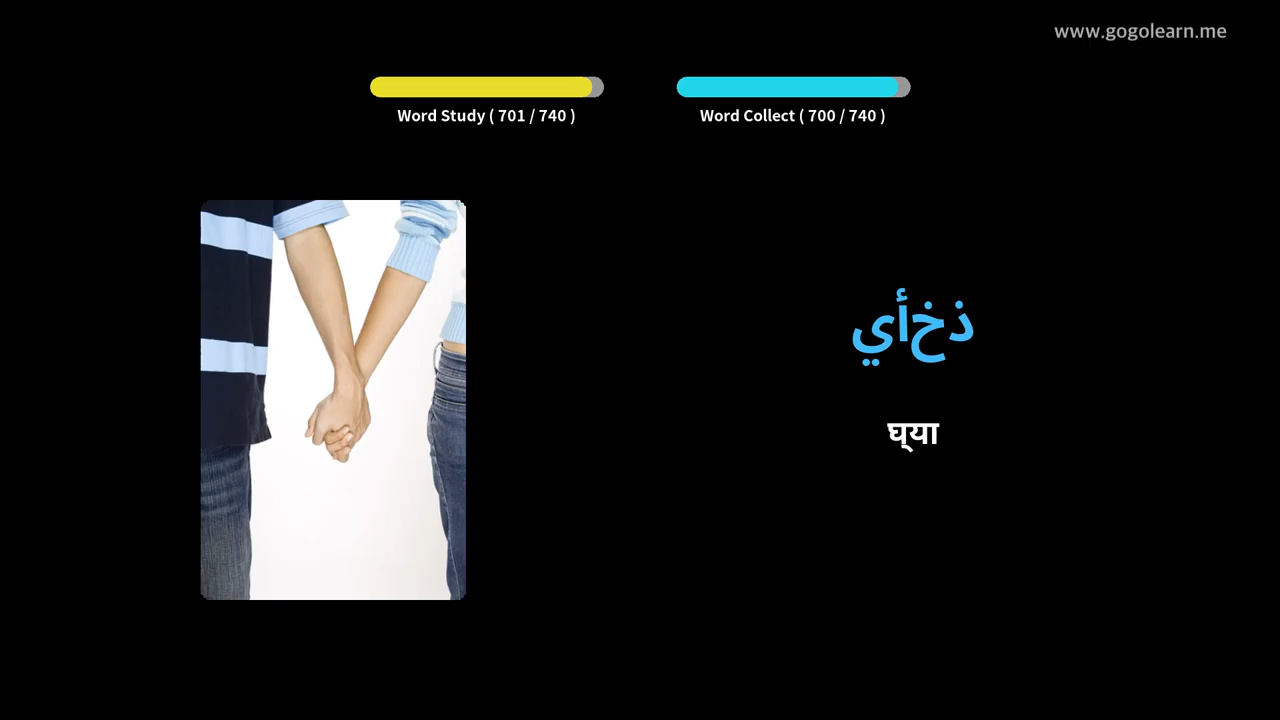 www.gogolearn.me
Word Study ( 701 / 740 )
Word Collect ( 700 / 740 )
ذخأي
घ्‌या